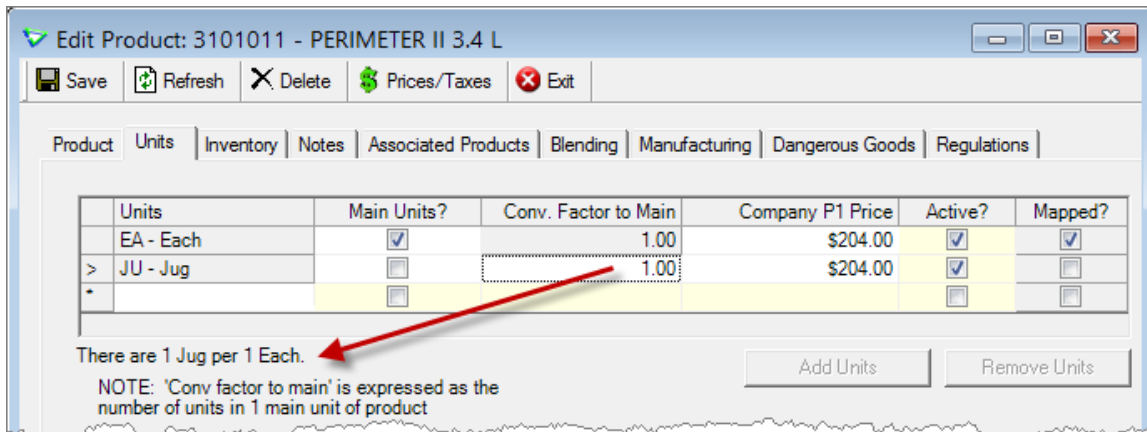 Edit Product: 3101011 - PERIMETER II 3.4 L
Save Refresh Delete Prices/Taxes Exit
Product Units Inventory Notes Associated Products Blending Manufacturing Dangerous Goods Regulations
Units Main Units? Conv. Factor to Main Company P1 Price Active? Mapped?
EA - Each 1.00 $204.00
> JU - Jug 1.00 $204.00
*
There are 1 Jug per 1 Each.
Add Units Remove Units
NOTE: 'Conv factor to main' is expressed as the
number of units in 1 main unit of product